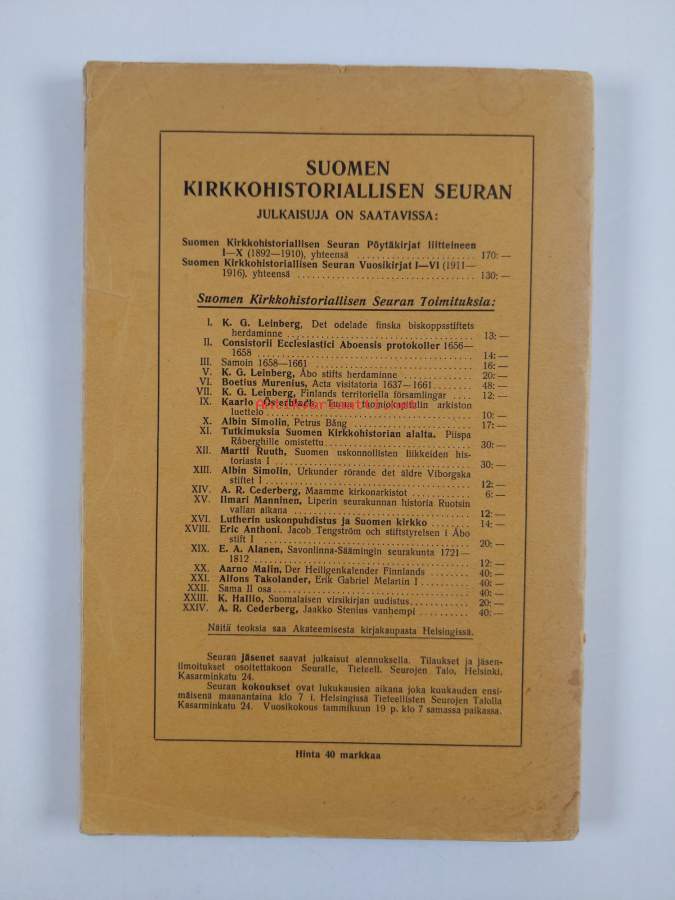 SUOMEN
KIRKKOHISTORIALLISEN SEURAN
JULKAISUJA ON SAATAVISSA:
Suomen Kirkkohistoriallisen Seuran Pöytäkirjat liitteineen
I—X (1892—1910), yhteensä ........ 170: —
Suomen Kirkkohistoriallisen Seuran Vuosikirjat I—VI (1911—
1916), yhteensä ........ 130: —
Suomen Kirkkohistoriallisen Seuran Toimituksia:
I. K. G. Leinberg, Det odelade finska biskoppsstiftets
herdaminne ........ 13: —
II. Consistorii Ecclesiastici Aboensis protokoller 1656—
1658 ........ 14: —
III. Samoin 1658—1661 ........ 16: —
V. K. G. Leinberg, Åbo stifts herdaminne ........ 20: —
VI. Boetius Murenius, Acta visitatoria 1637—1661 ........ 48: —
VII. K. G. Leinberg, Finlands territoriella församlingar ... 12: —
IX. Kaarlo Österbladh, Turun tuomiokapitulin arkiston
luettelo ........ 10: —
X. Albin Simolin, Petrus Bång ........ 17: —
XI. Tutkimuksia Suomen Kirkkohistorian alalta. Piispa
Råberghille omistettu ........ 30: —
XII. Martti Ruuth, Suomen uskonnollisten liikkeiden his-
toriasta I ........ 30: —
XIII. Albin Simolin, Urkunder rörande det äldre Viborgska
stiftet I ........ 12: —
XIV. A. R. Cederberg, Maamme kirkonarkistot ........ 6: —
XV. Ilmari Manninen, Liperin seurakunnan historia Ruotsin
vallan aikana ........ 12: —
XVI. Lutherin uskonpuhdistus ja Suomen kirkko ........ 14: —
XVIII. Eric Anthoni. Jacob Tengström och stiftstyrelsen i Åbo
stift I ........ 20: —
XIX. E. A. Alanen, Savonlinna-Säämingin seurakunta 1721—
1812 ........ 12: —
XX. Aarno Malin, Der Heiligenkalender Finnlands ........ 40: —
XXI. Alfons Takolander, Erik Gabriel Melartin I ........ 40: —
XXII. Sama II osa ........ 40: —
XXIII. K. Hallio, Suomalaisen virsikirjan uudistus ........ 20: —
XXIV. A. R. Cederberg, Jaakko Stenius vanhempi ........ 40: —
Näitä teoksia saa Akateemisesta kirjakaupasta Helsingissä.
Seuran jäsenet saavat julkaisut alennuksella. Tilaukset ja jäsen-
ilmoitukset osoitettakoon Seuralle, Tieteell. Seurojen Talo, Helsinki,
Kasarminkatu 24.
Seuran kokoukset ovat lukukausien aikana joka kuukauden ensi-
mäisenä maanantaina klo 7 i. Helsingissä Tieteellisten Seurojen Talolla
Kasarminkatu 24. Vuosikokous tammikuun 19 p. klo 7 samassa paikassa.
Hinta 40 markkaa